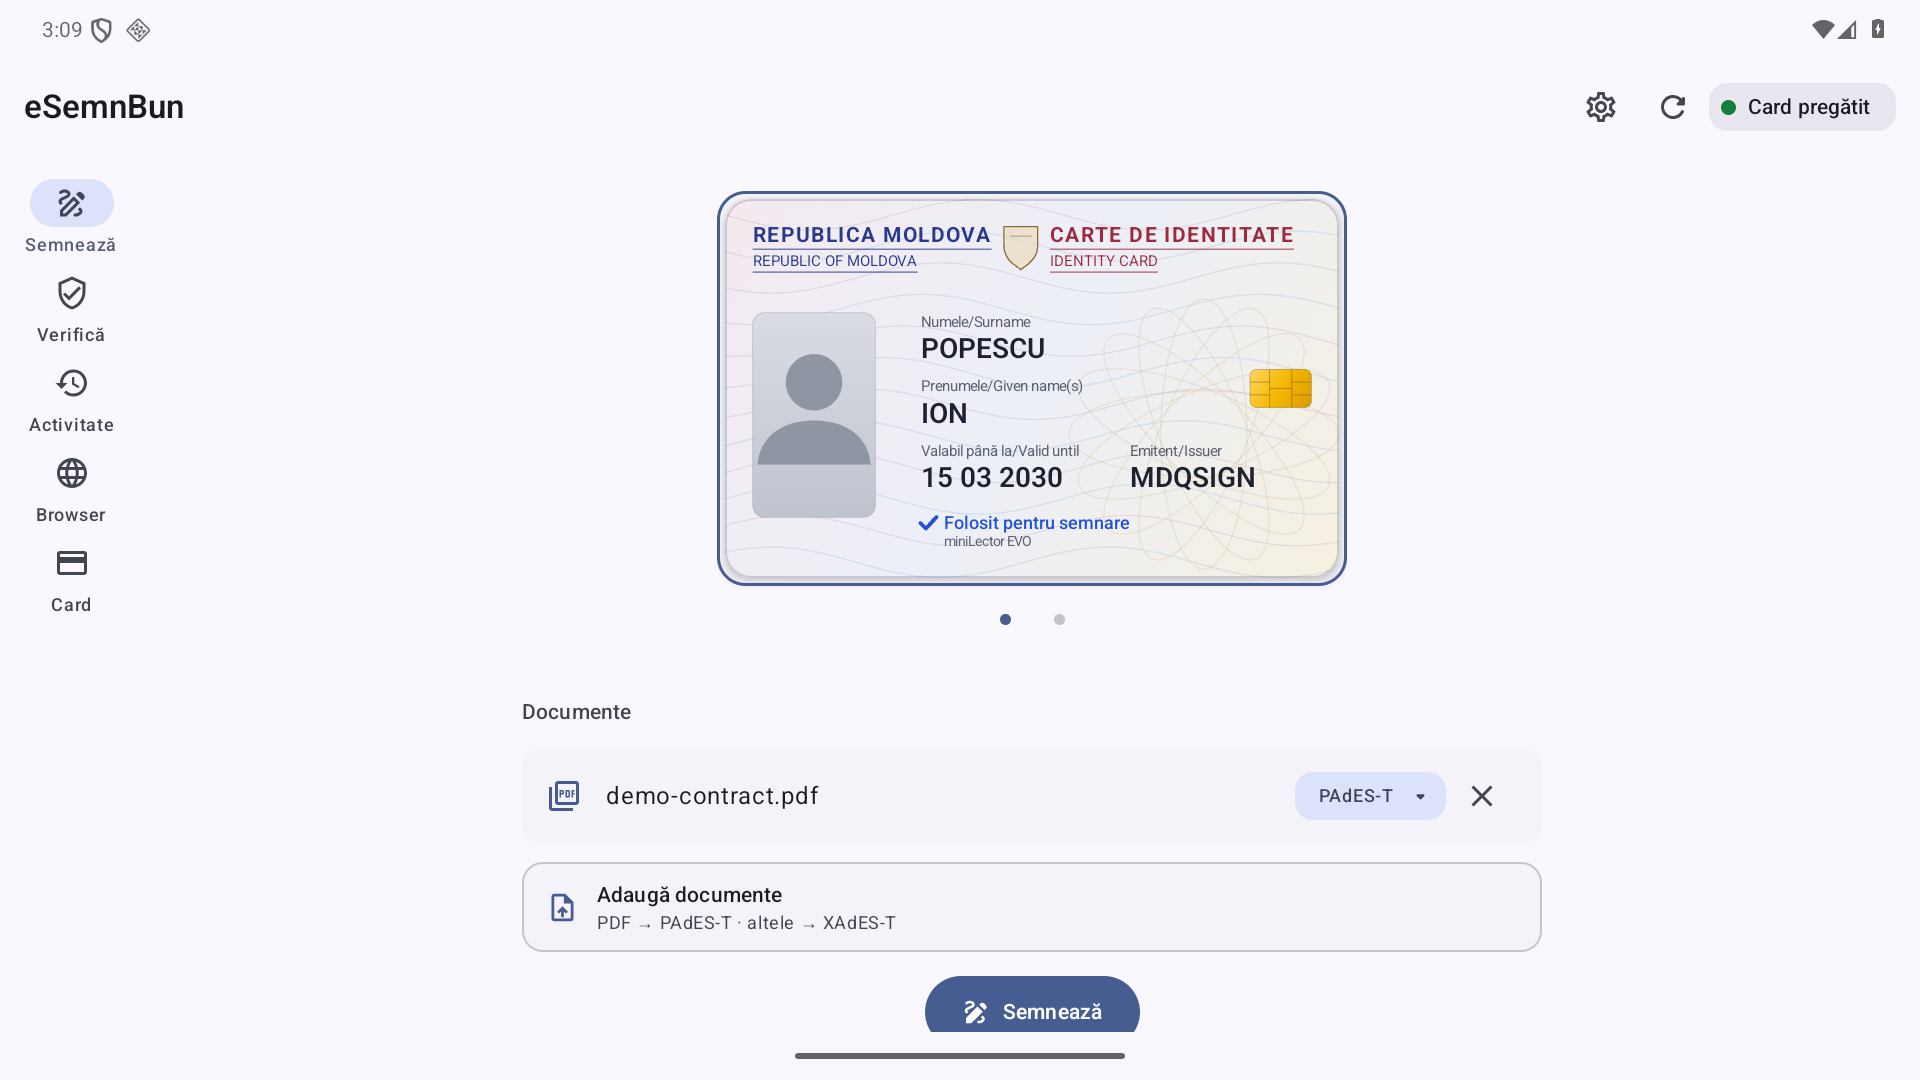 3:09
eSemnBun
Card pregătit
Semnează
Verifică
Activitate
Browser
Card
REPUBLICA MOLDOVA
REPUBLIC OF MOLDOVA
CARTE DE IDENTITATE
IDENTITY CARD
Numele/Surname
POPESCU
Prenumele/Given name(s)
ION
Valabil până la/Valid until
15 03 2030
Emitent/Issuer
MDQSIGN
Folosit pentru semnare
miniLector EVO
Documente
PDF
demo-contract.pdf
PAdES-T
Adaugă documente
PDF → PAdES-T · altele → XAdES-T
Semnează